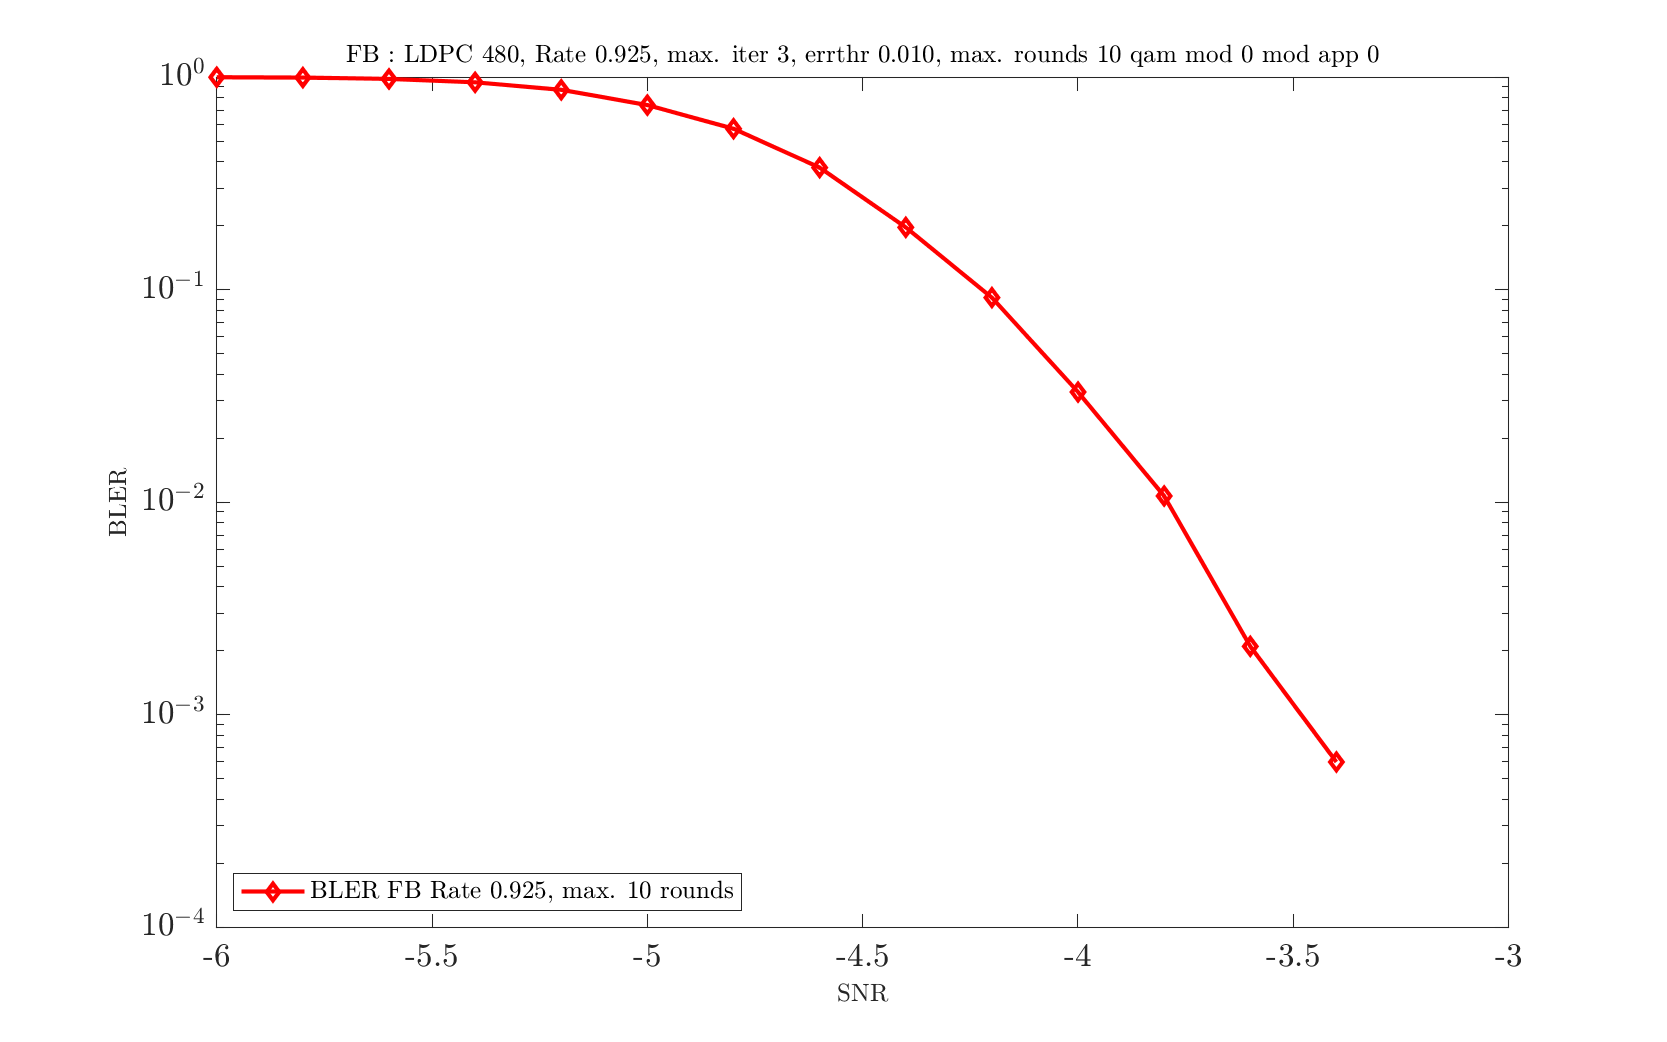 FB : LDPC 480, Rate 0.925, max. iter 3, errthr 0.010, max. rounds 10 qam mod 0 mod app 0
10⁰
10⁻¹
10⁻²
10⁻³
10⁻⁴
BLER
BLER FB Rate 0.925, max. 10 rounds
-6 -5.5 -5 -4.5 -4 -3.5 -3
SNR